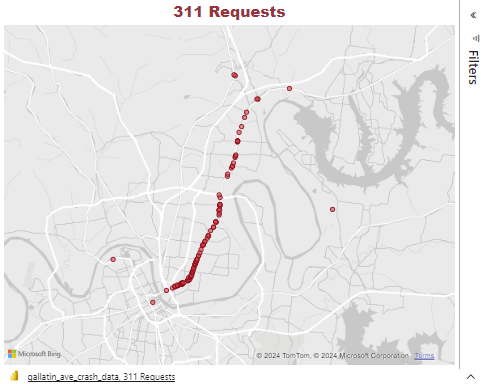 311 Requests
Filters
Microsoft Bing
© 2024 TomTom, © 2024 Microsoft Corporation Terms
gallatin_ave_crash_data, 311 Requests